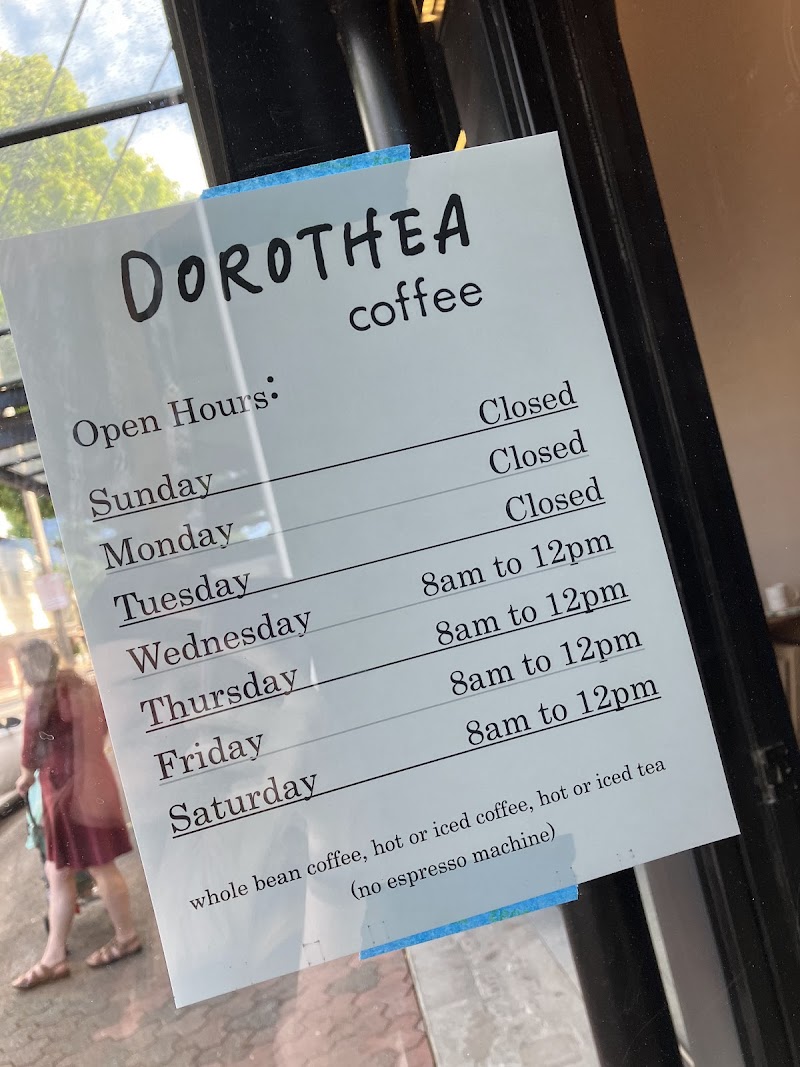 DOROTHEA
coffee
Open Hours:
Sunday Closed
Monday Closed
Tuesday Closed
Wednesday 8am to 12pm
Thursday 8am to 12pm
Friday 8am to 12pm
Saturday 8am to 12pm
whole bean coffee, hot or iced coffee, hot or iced tea
(no espresso machine)